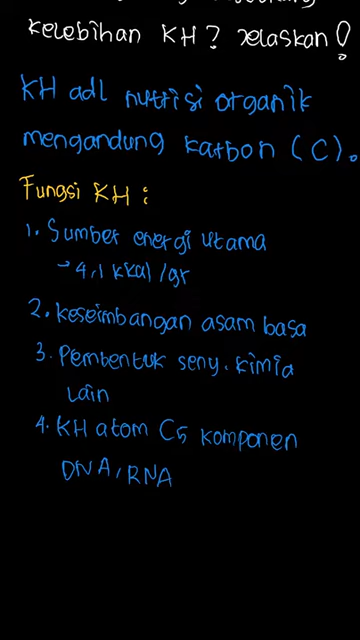 kelebihan KH? Jelaskan!
KH adl nutrisi organik
mengandung karbon (C).
Fungsi KH :
1. Sumber energi utama
→ 4,1 kkal/gr
2. keseimbangan asam basa
3. Pembentuk seny. kimia
lain
4. KH atom C5 komponen
DNA, RNA